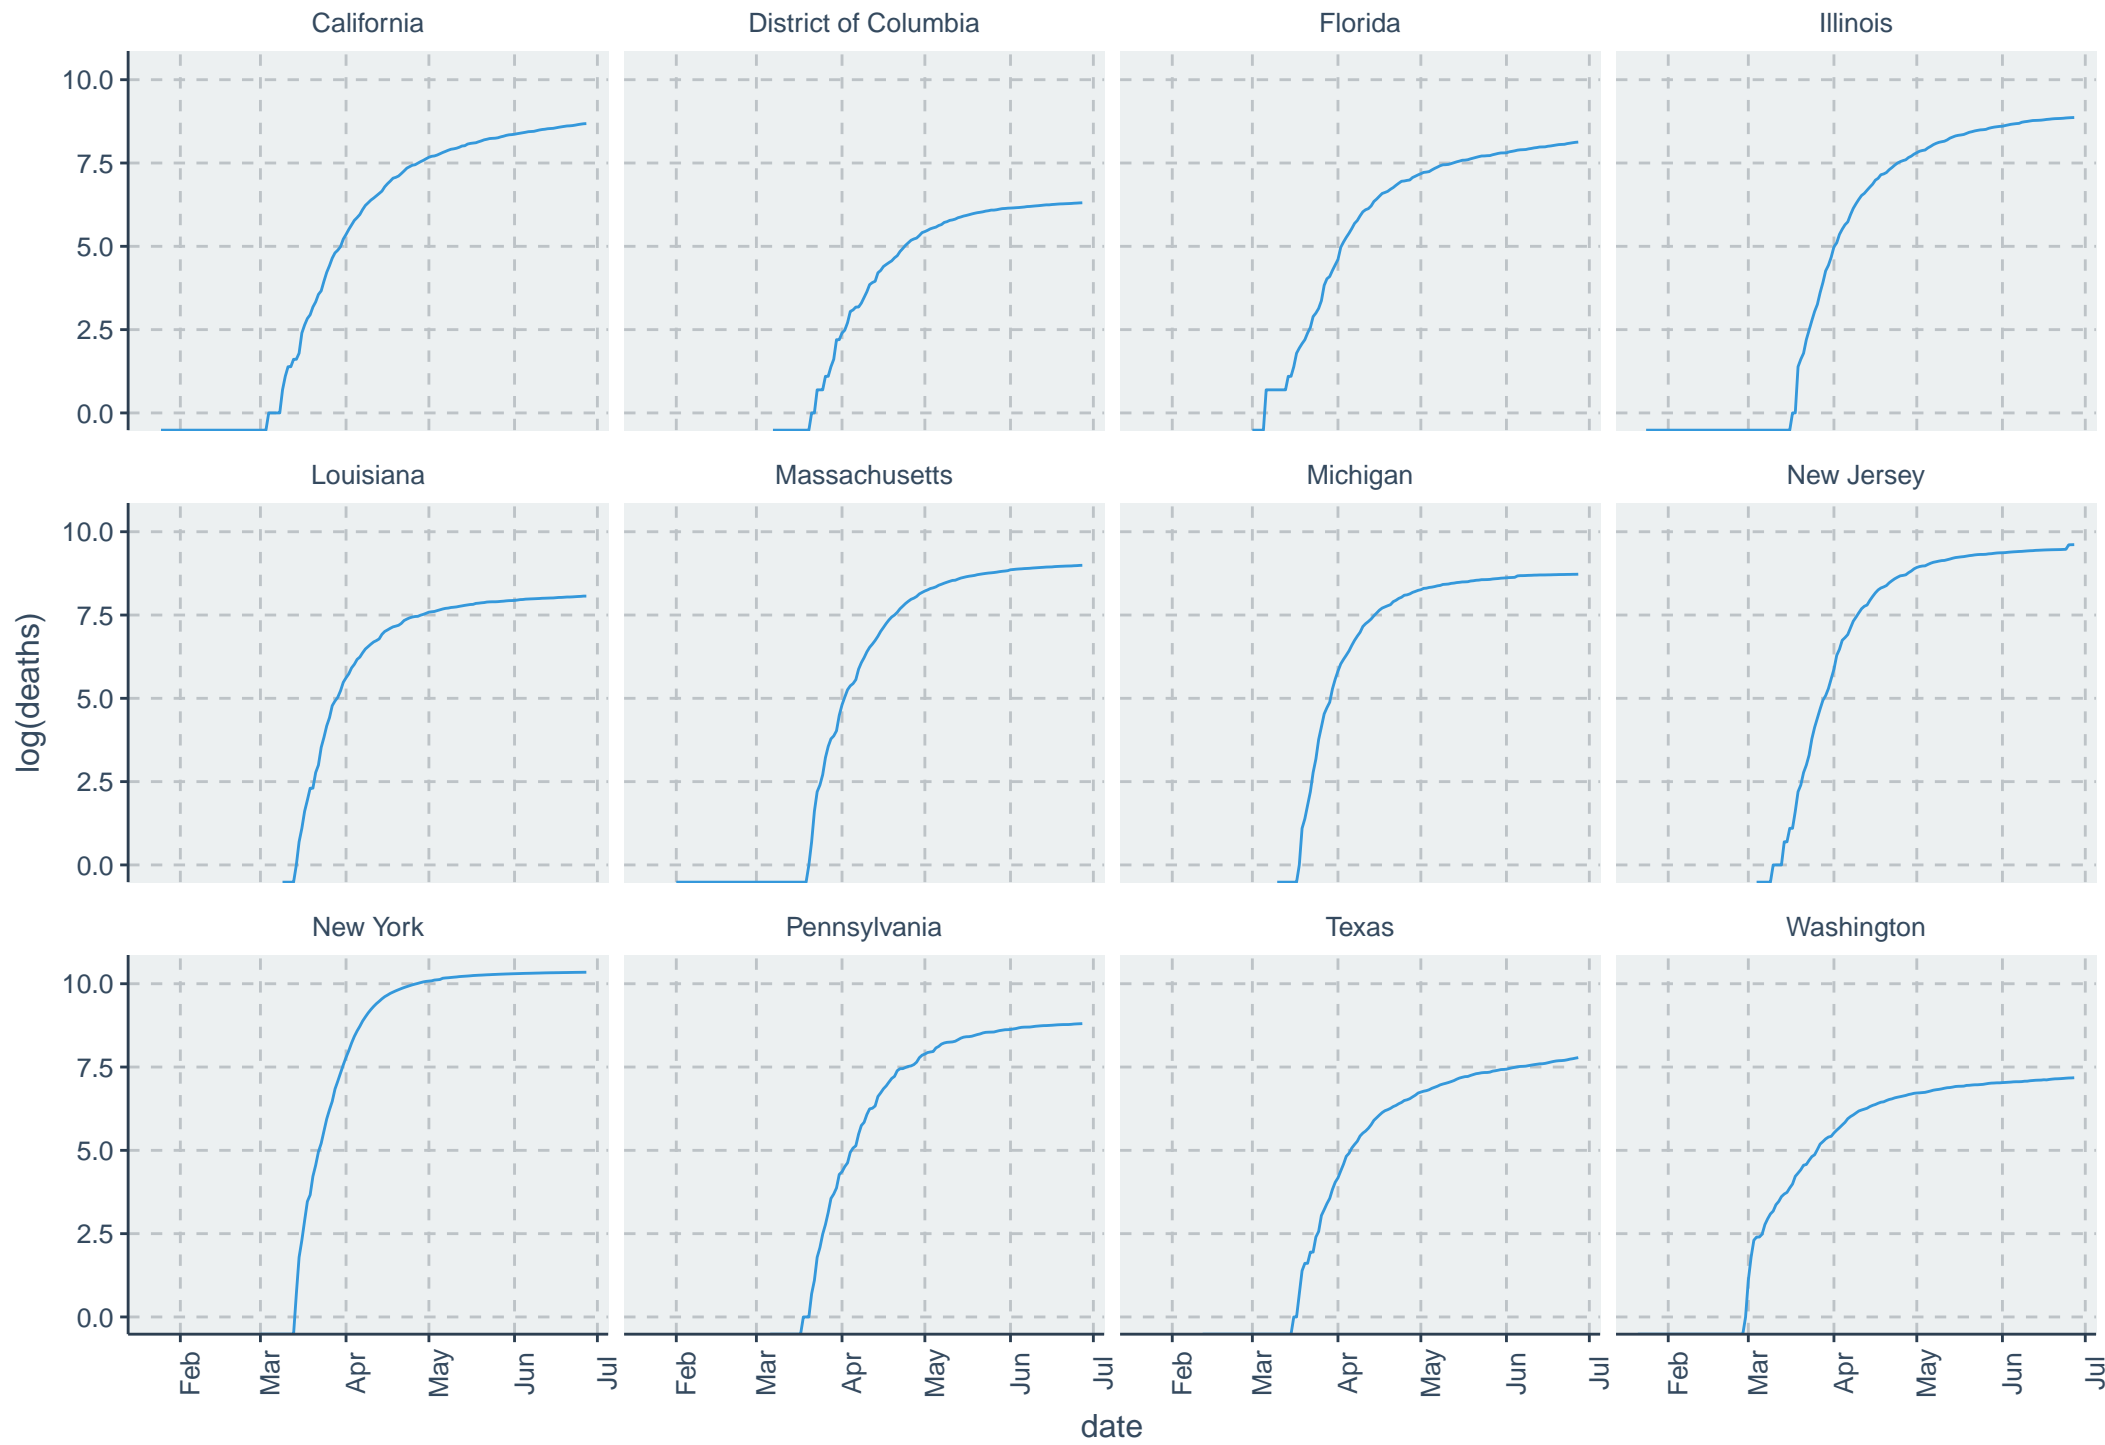 California
District of Columbia
Florida
Illinois
10.0
7.5
5.0
2.5
0.0
Louisiana
Massachusetts
Michigan
New Jersey
10.0
7.5
5.0
2.5
0.0
log(deaths)
New York
Pennsylvania
Texas
Washington
10.0
7.5
5.0
2.5
0.0
Feb
Mar
Apr
May
Jun
Jul
Feb
Mar
Apr
May
Jun
Jul
Feb
Mar
Apr
May
Jun
Jul
Feb
Mar
Apr
May
Jun
Jul
date